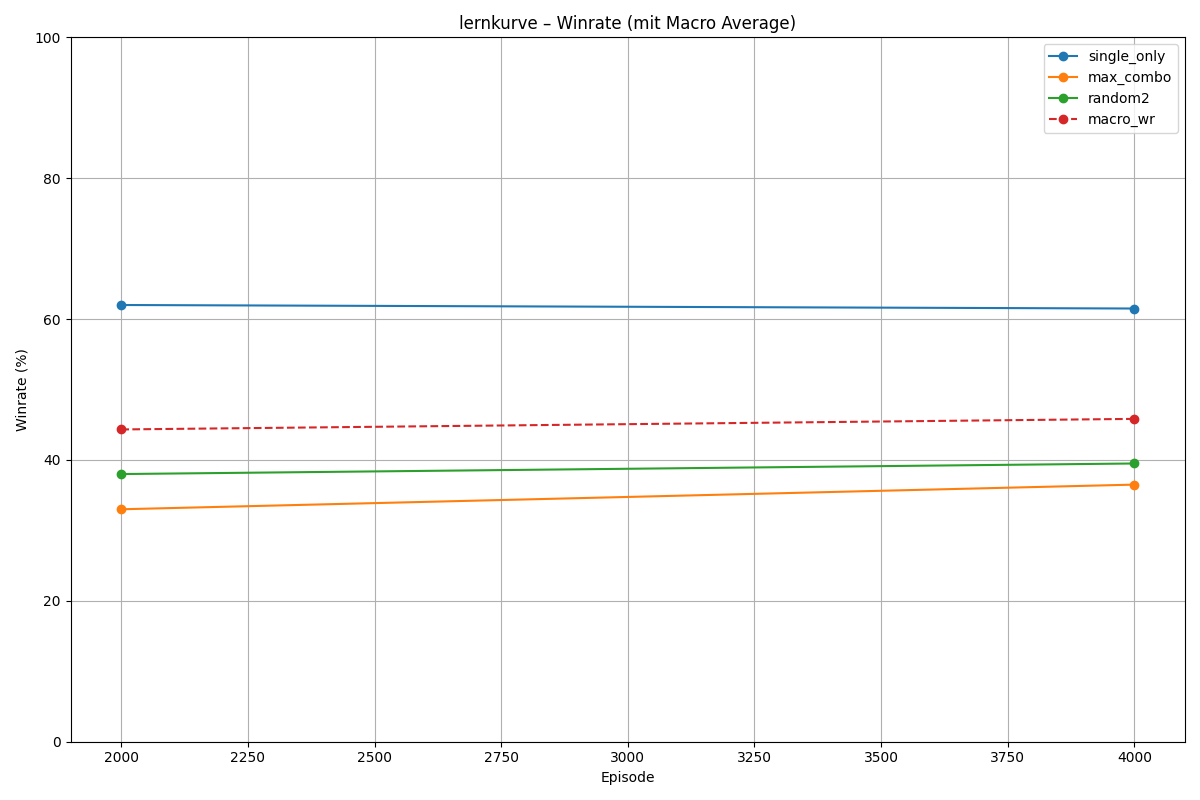 lernkurve – Winrate (mit Macro Average)
100
80
60
40
20
0
Winrate (%)
single_only
max_combo
random2
macro_wr
2000 2250 2500 2750 3000 3250 3500 3750 4000
Episode